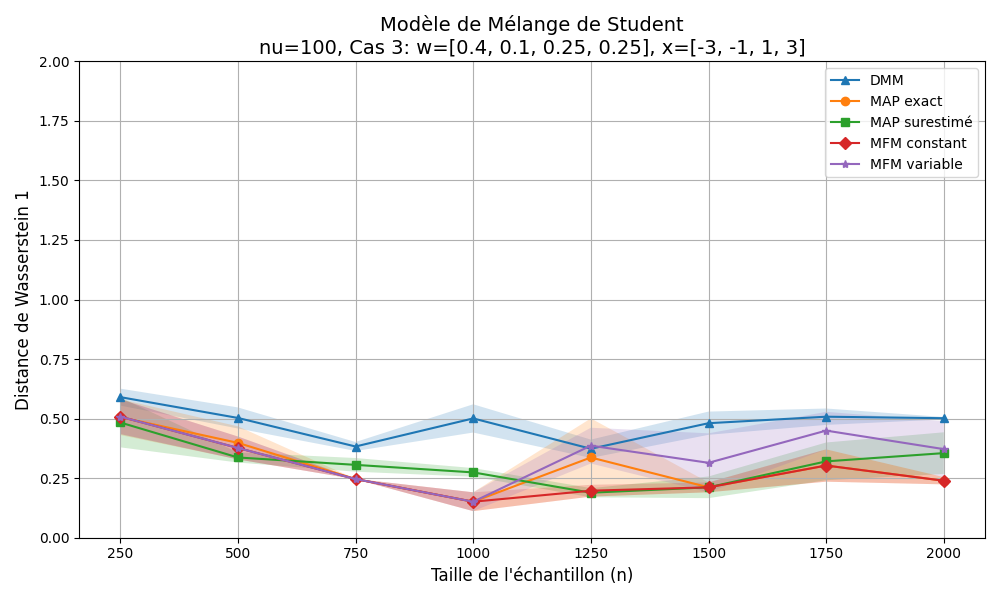 Modèle de Mélange de Student
nu=100, Cas 3: w=[0.4, 0.1, 0.25, 0.25], x=[-3, -1, 1, 3]
DMM
MAP exact
MAP surestimé
MFM constant
MFM variable
Distance de Wasserstein 1
2.00
1.75
1.50
1.25
1.00
0.75
0.50
0.25
0.00
250 500 750 1000 1250 1500 1750 2000
Taille de l'échantillon (n)